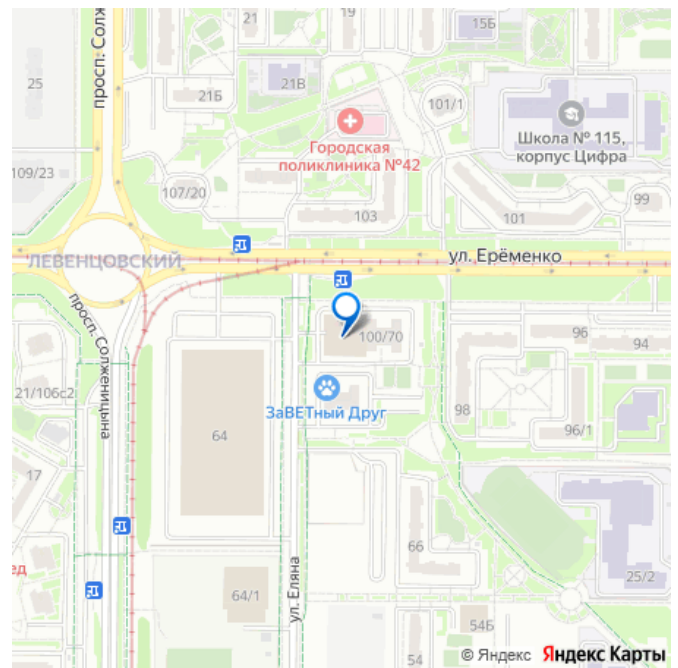 просп. Солж
25
15Б
21В
21Б
101/1
Городская
поликлиника №42
Школа № 115,
корпус Цифра
109/23
107/20
103
101
99
ул. Ерёменко
ЛЕВЕНЦОВСКИЙ
просп. Солженицына
100/70
96
94
21/106с2
ЗаВЕТный Друг
98
96/1
64
17
66
ед
25/2
64/1
ул. Еляна
54Б
54
© Яндекс Яндекс Карты